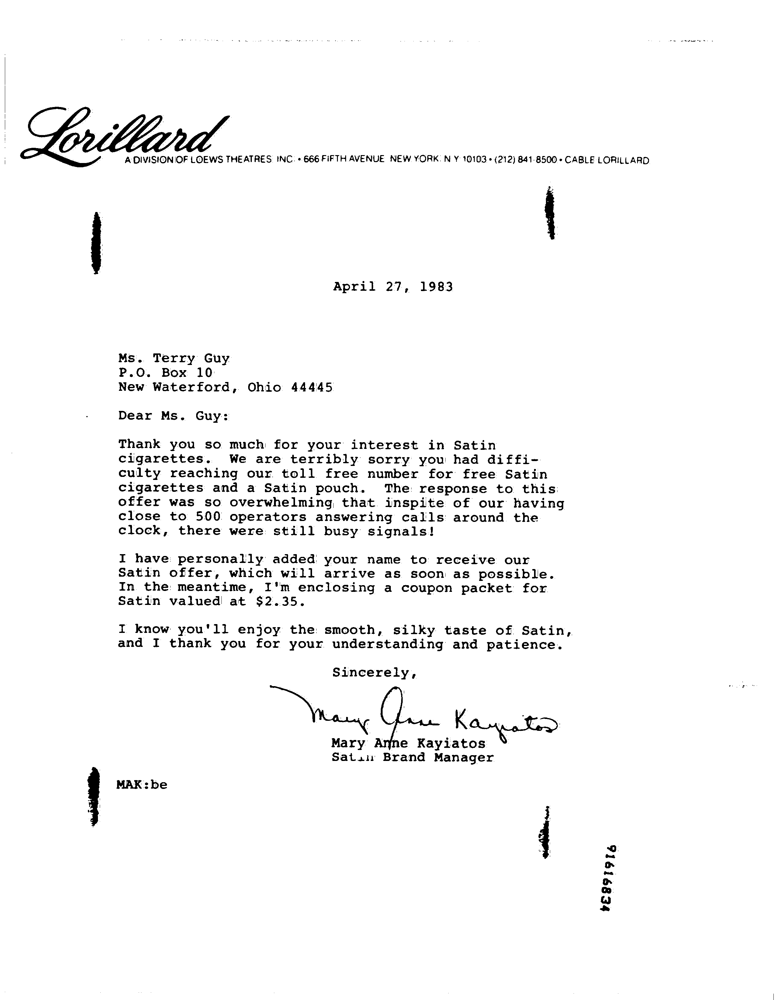 Lorillard
A DIVISION OF LOEWS THEATRES INC. • 666 FIFTH AVENUE NEW YORK N Y 10103 • (212) 841-8500 • CABLE LORILLARD
April 27, 1983
Ms. Terry Guy
P.O. Box 10
New Waterford, Ohio 44445
Dear Ms. Guy:
Thank you so much for your interest in Satin
cigarettes. We are terribly sorry you had diffi-
culty reaching our toll free number for free Satin
cigarettes and a Satin pouch. The response to this
offer was so overwhelming that inspite of our having
close to 500 operators answering calls around the
clock, there were still busy signals!
I have personally added your name to receive our
Satin offer, which will arrive as soon as possible.
In the meantime, I'm enclosing a coupon packet for
Satin valued at $2.35.
I know you'll enjoy the smooth, silky taste of Satin,
and I thank you for your understanding and patience.
Sincerely,
Mary Anne Kayiatos
Mary Anne Kayiatos
Satin Brand Manager
MAK:be
91616834